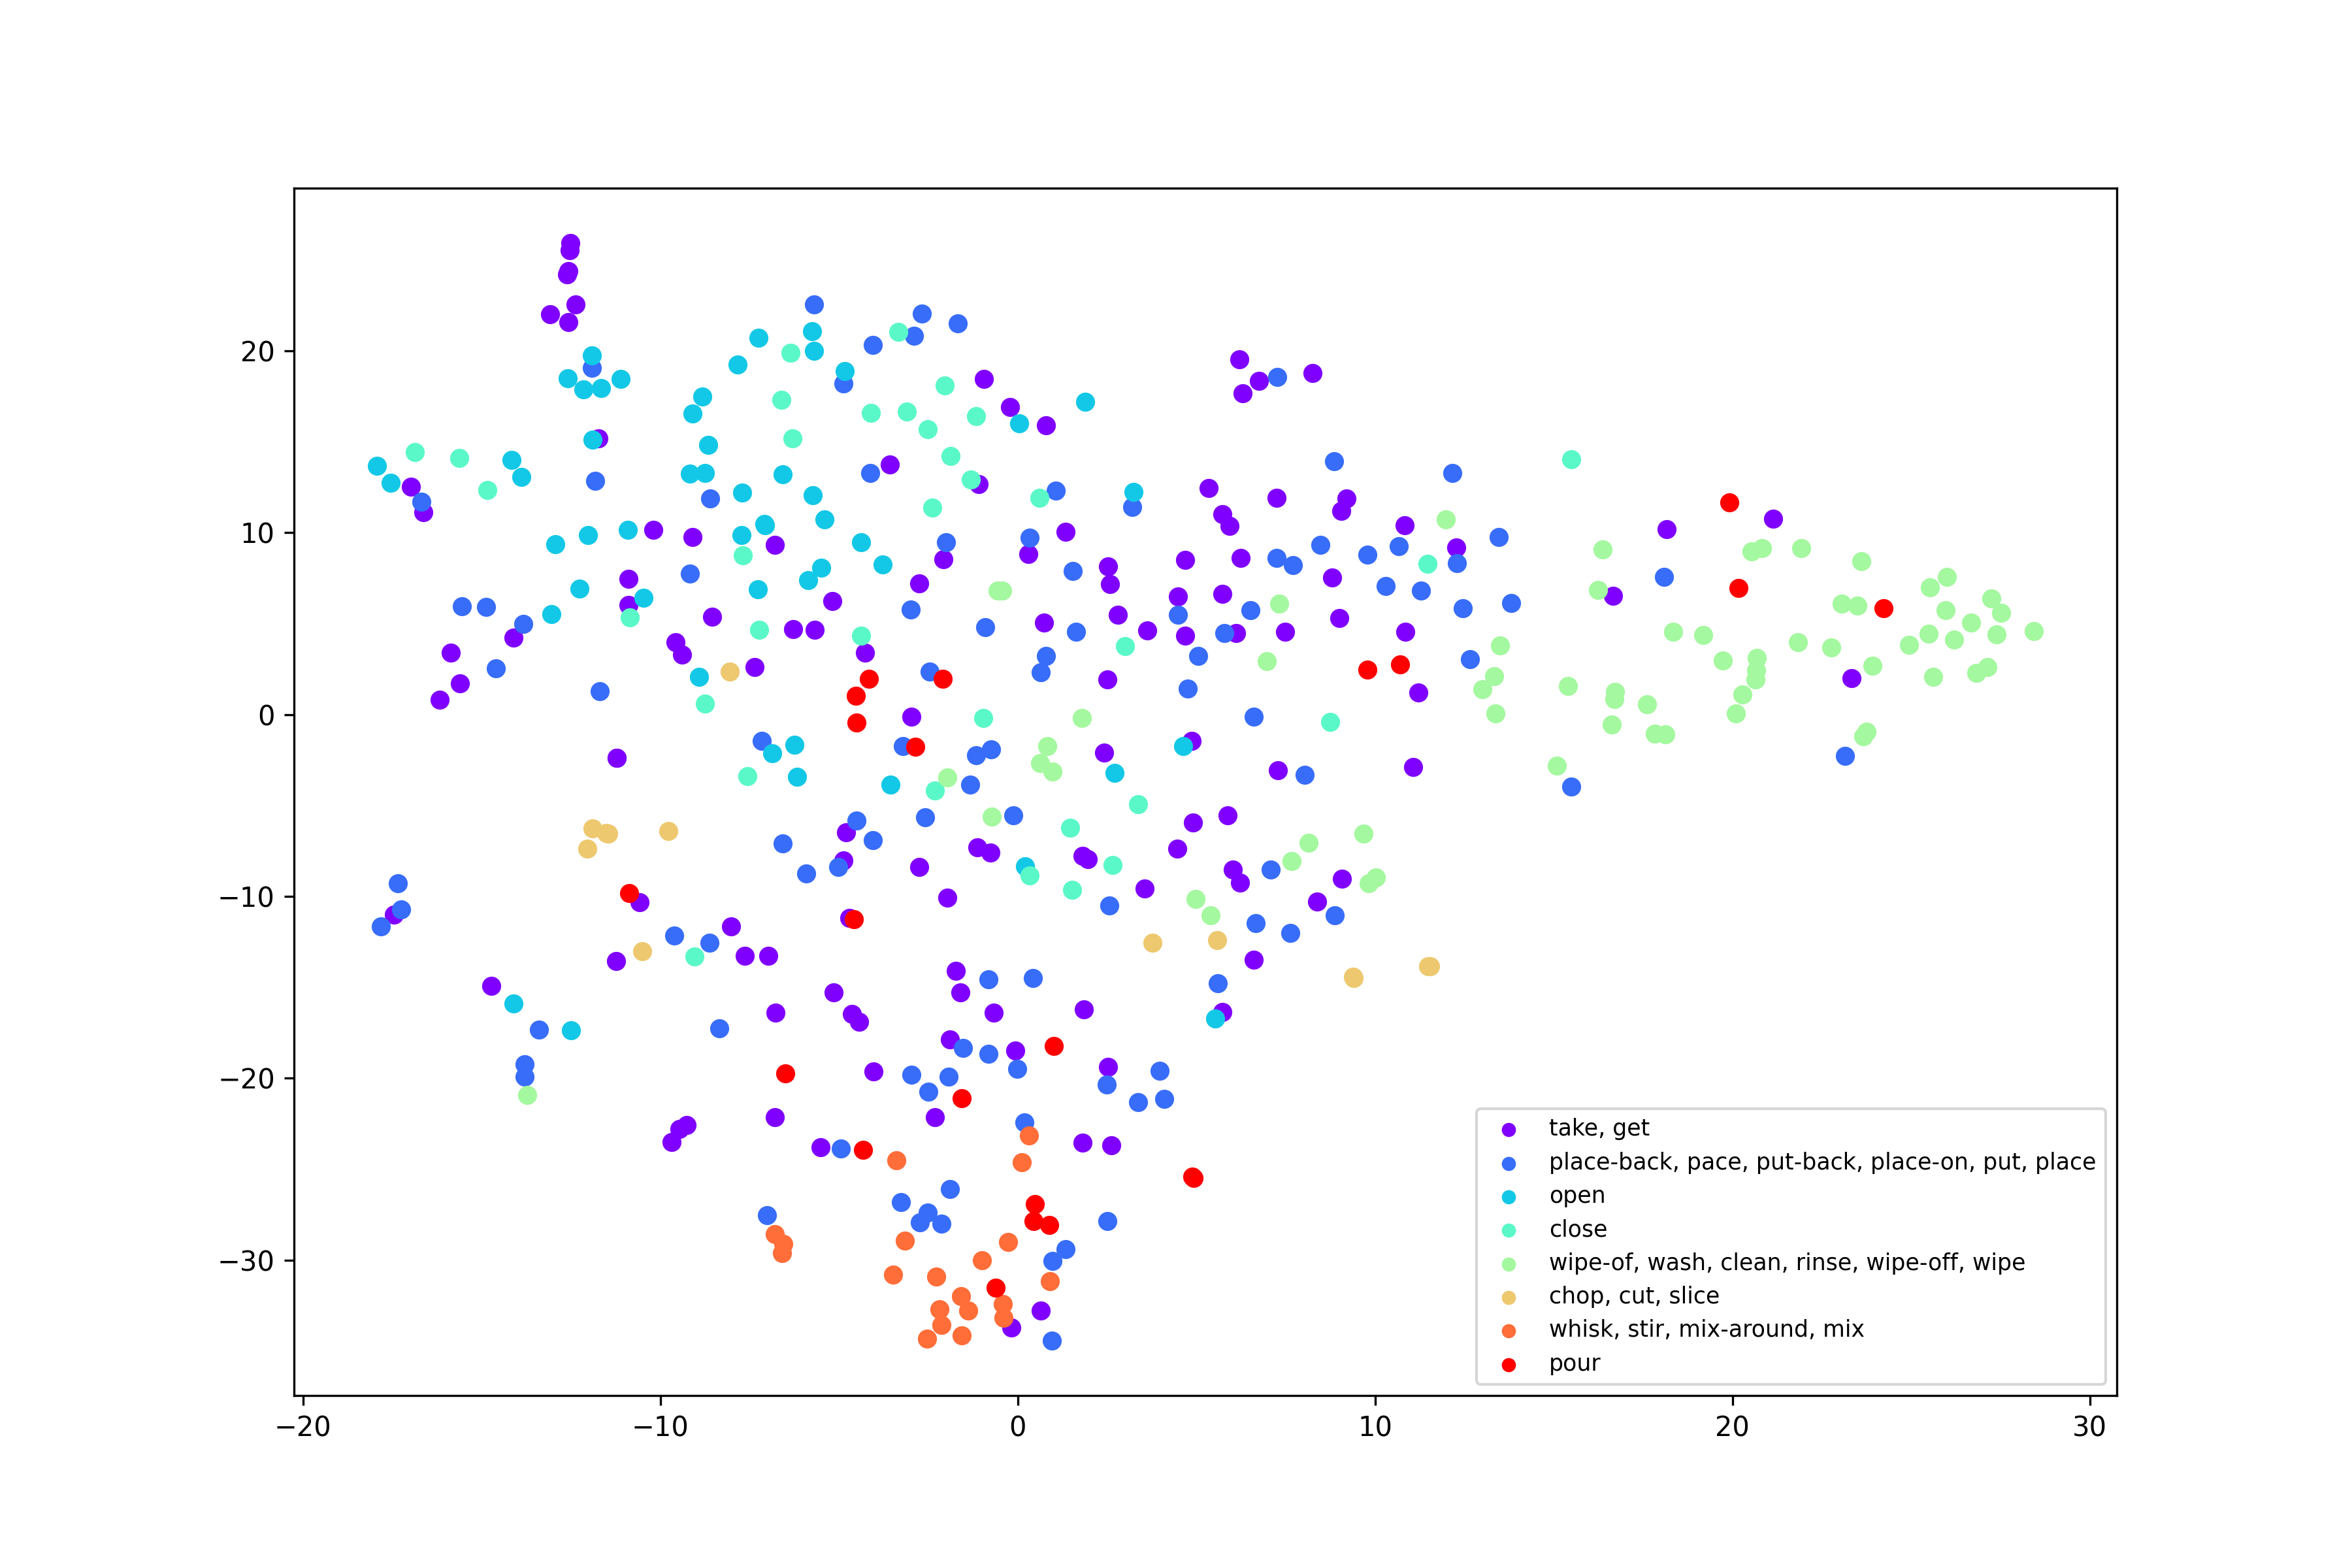 20
10
0
−10
−20
−30
−20
−10
0
10
20
30
take, get
place-back, pace, put-back, place-on, put, place
open
close
wipe-of, wash, clean, rinse, wipe-off, wipe
chop, cut, slice
whisk, stir, mix-around, mix
pour